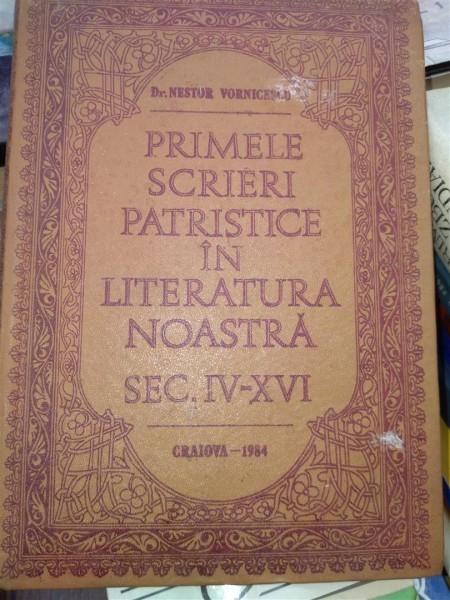 Dr. NESTOR VORNICESCU
PRIMELE
SCRIERI
PATRISTICE
ÎN
LITERATURA
NOASTRĂ
SEC. IV-XVI
CRAIOVA-1984